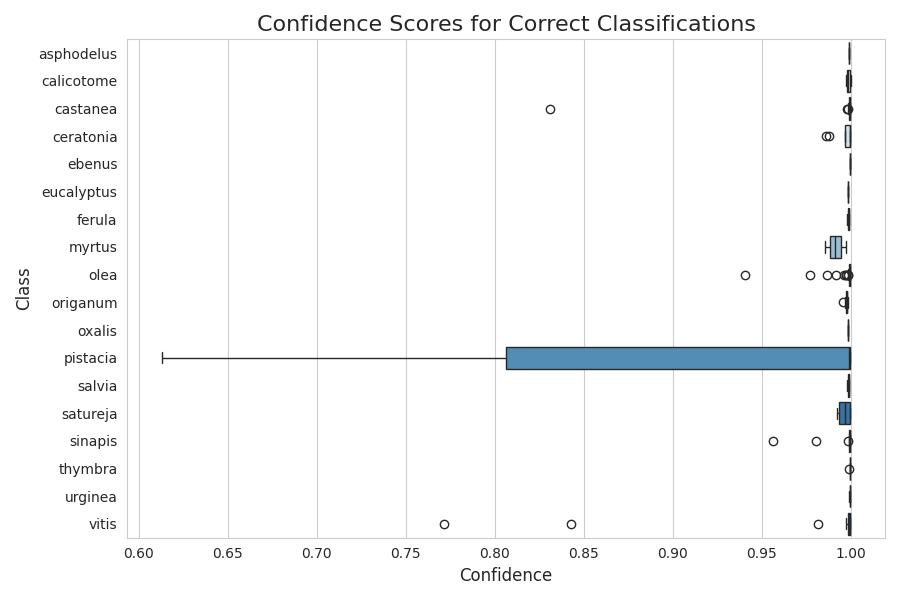 Confidence Scores for Correct Classifications
asphodelus
calicotome
castanea
ceratonia
ebenus
eucalyptus
ferula
myrtus
olea
origanum
oxalis
pistacia
salvia
satureja
sinapis
thymbra
urginea
vitis
Class
0.60 0.65 0.70 0.75 0.80 0.85 0.90 0.95 1.00
Confidence